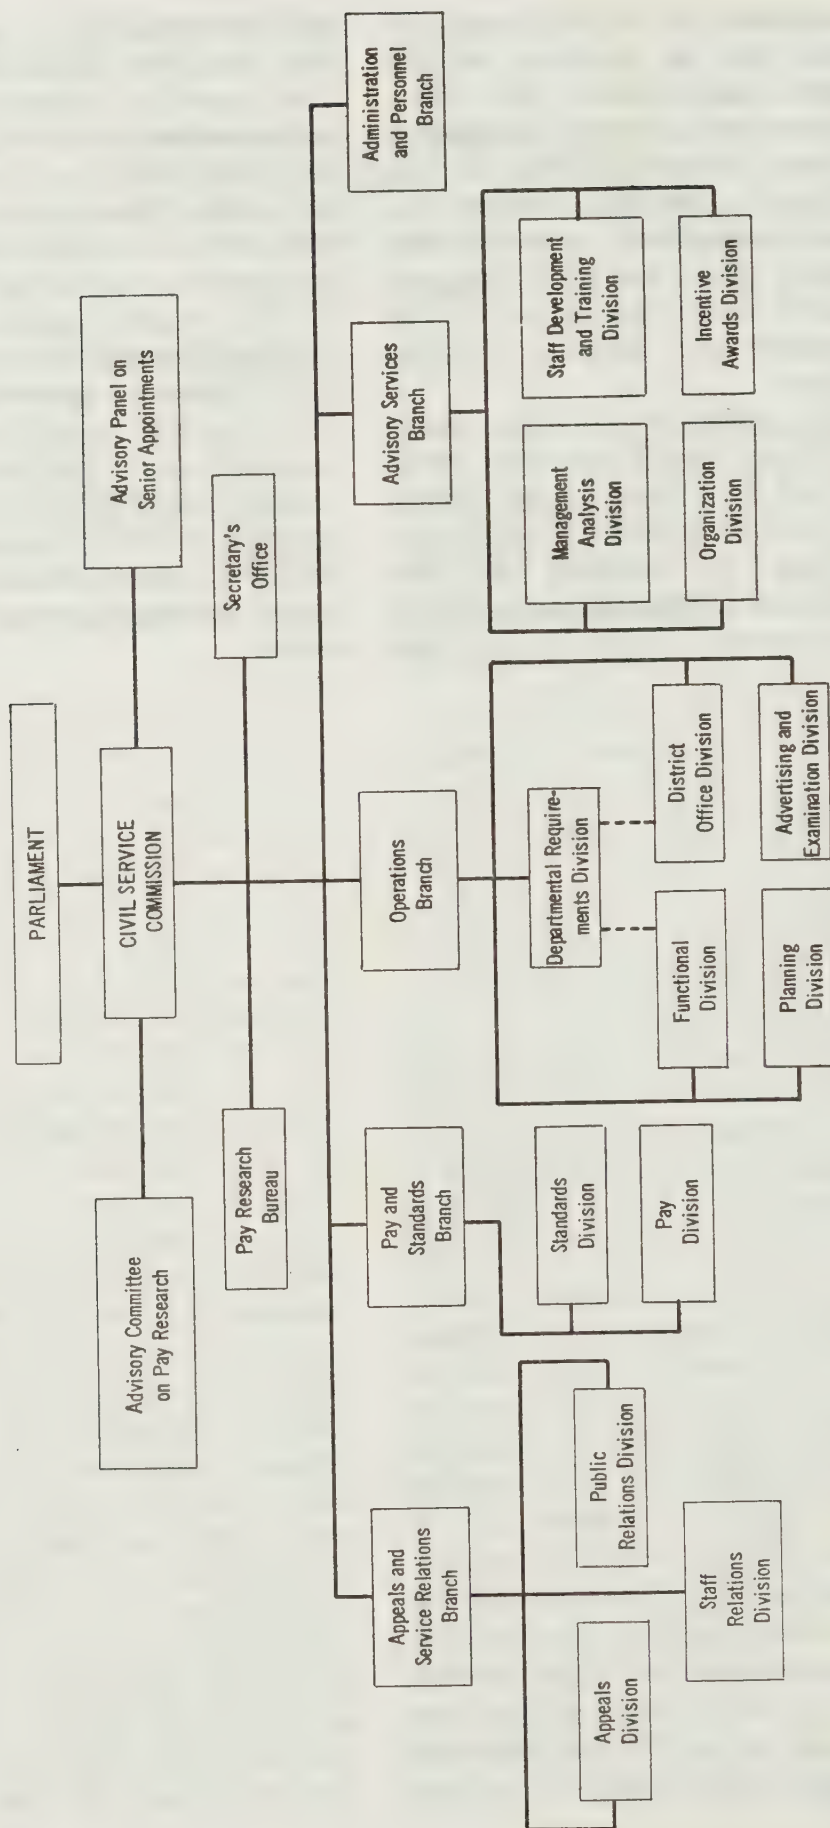 PARLIAMENT
Advisory Committee
on Pay Research
CIVIL SERVICE
COMMISSION
Advisory Panel on
Senior Appointments
Pay Research
Bureau
Secretary's
Office
Appeals and
Service Relations
Branch
Pay and
Standards
Branch
Operations
Branch
Advisory Services
Branch
Administration
and Personnel
Branch
Appeals
Division
Public
Relations Division
Staff
Relations
Division
Standards
Division
Pay
Division
Departmental Require-
ments Division
Functional
Division
District
Office Division
Planning
Division
Advertising and
Examination Division
Management
Analysis
Division
Staff Development
and Training
Division
Organization
Division
Incentive
Awards Division